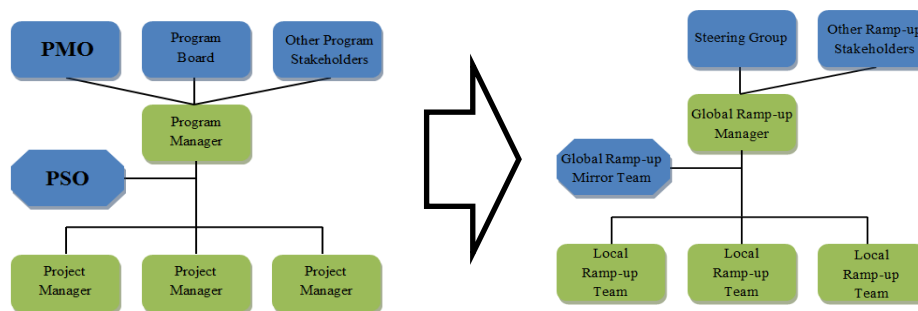 PMO
Program
Board
Other Program
Stakeholders
Program
Manager
PSO
Project
Manager
Project
Manager
Project
Manager
Steering Group
Other Ramp-up
Stakeholders
Global Ramp-up
Manager
Global Ramp-up
Mirror Team
Local
Ramp-up
Team
Local
Ramp-up
Team
Local
Ramp-up
Team